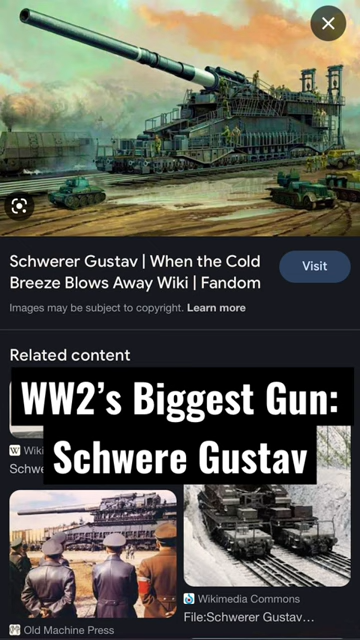 Schwerer Gustav | When the Cold
Breeze Blows Away Wiki | Fandom
Visit
Images may be subject to copyright. Learn more
Related content
WW2's Biggest Gun:
Schwere Gustav
W Wiki
Schwe
Wikimedia Commons
File:Schwerer Gustav...
Old Machine Press